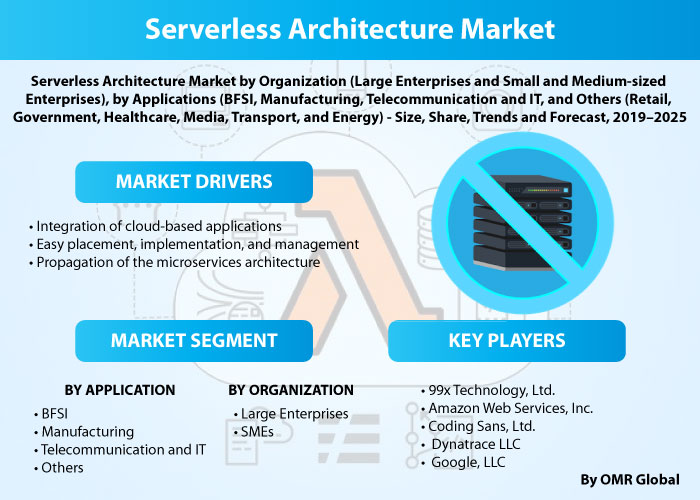 Serverless Architecture Market
Serverless Architecture Market by Organization (Large Enterprises and Small and Medium-sized
Enterprises), by Applications (BFSI, Manufacturing, Telecommunication and IT, and Others (Retail,
Government, Healthcare, Media, Transport, and Energy) - Size, Share, Trends and Forecast, 2019–2025
MARKET DRIVERS
• Integration of cloud-based applications
• Easy placement, implementation, and management
• Propagation of the microservices architecture
MARKET SEGMENT
BY APPLICATION
• BFSI
• Manufacturing
• Telecommunication and IT
• Others
BY ORGANIZATION
• Large Enterprises
• SMEs
KEY PLAYERS
• 99x Technology, Ltd.
• Amazon Web Services, Inc.
• Coding Sans, Ltd.
• Dynatrace LLC
• Google, LLC
By OMR Global